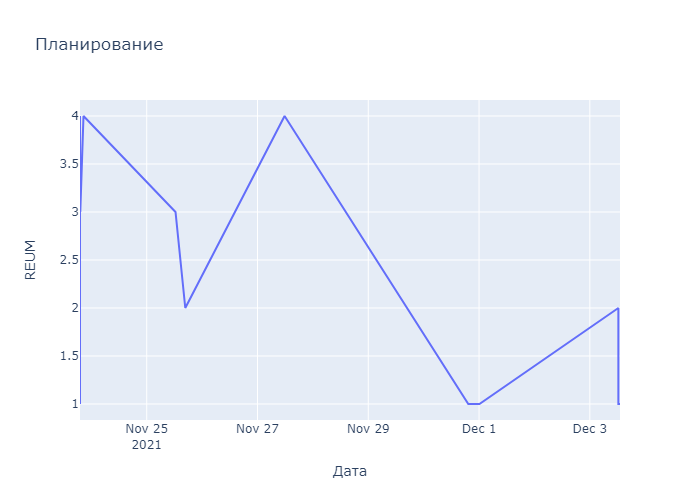 Планирование
4
3.5
3
2.5
2
1.5
1
REUM
Nov 25
2021
Nov 27
Nov 29
Dec 1
Dec 3
Дата